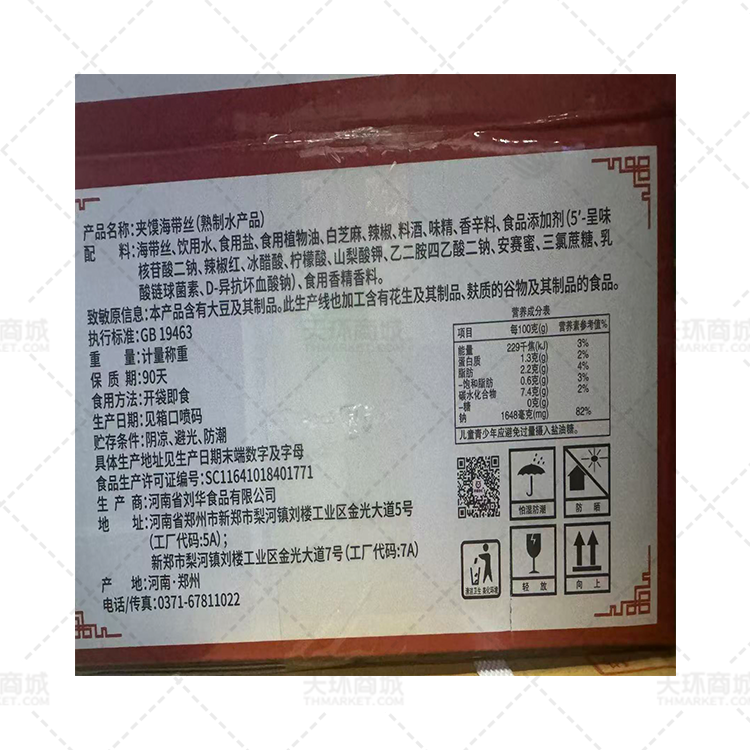 产品名称:夹馍海带丝(熟制水产品)
配 料:海带丝、饮用水、食用盐、食用植物油、白芝麻、辣椒、料酒、味精、香辛料、食品添加剂(5'-呈味
核苷酸二钠、辣椒红、冰醋酸、柠檬酸、山梨酸钾、乙二胺四乙酸二钠、安赛蜜、三氯蔗糖、乳
酸链球菌素、D-异抗坏血酸钠)、食用香精香料。
致敏原信息:本产品含有大豆及其制品。此生产线也加工含有花生及其制品、麸质的谷物及其制品的食品。
执行标准:GB 19463
重 量:计量称重
保 质 期:90天
食用方法:开袋即食
生产日期:见箱口喷码
贮存条件:阴凉、避光、防潮
具体生产地址见生产日期末端数字及字母
食品生产许可证编号:SC11641018401771
生 产 商:河南省刘华食品有限公司
地 址:河南省郑州市新郑市梨河镇刘楼工业区金光大道5号
(工厂代码:5A);
新郑市梨河镇刘楼工业区金光大道7号(工厂代码:7A)
产 地:河南·郑州
电话/传真:0371-67811022
营养成分表
项目 每100克(g) 营养素参考值%
能量 229千焦(kJ) 3%
蛋白质 1.3克(g) 2%
脂肪 2.2克(g) 4%
-饱和脂肪 0.6克(g) 3%
碳水化合物 7.4克(g) 2%
-糖 0克(g)
钠 1648毫克(mg) 82%
儿童青少年应避免过量摄入盐油糖。
怕湿防潮
防 晒
清洁卫生 美化环境
轻 放
向 上
天环商城
THMARKET.COM